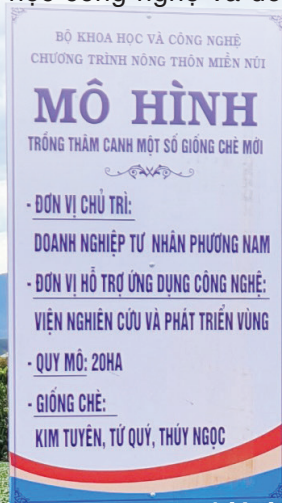 BỘ KHOA HỌC VÀ CÔNG NGHỆ
CHƯƠNG TRÌNH NÔNG THÔN MIỀN NÚI
MÔ HÌNH
TRỒNG THÂM CANH MỘT SỐ GIỐNG CHÈ MỚI
- ĐƠN VỊ CHỦ TRÌ:
DOANH NGHIỆP TƯ NHÂN PHƯƠNG NAM
- ĐƠN VỊ HỖ TRỢ ỨNG DỤNG CÔNG NGHỆ:
VIỆN NGHIÊN CỨU VÀ PHÁT TRIỂN VÙNG
- QUY MÔ: 20HA
- GIỐNG CHÈ:
KIM TUYÊN, TỨ QUÝ, THÚY NGỌC